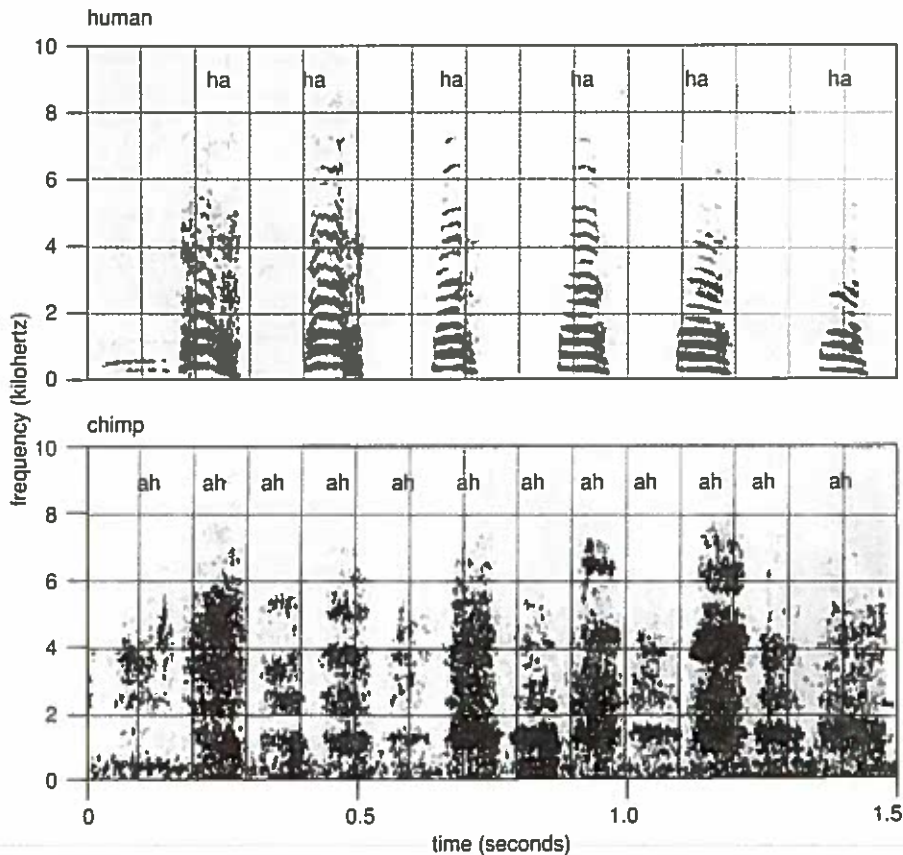 human
10
ha ha ha ha ha ha
8
6
4
2
0
frequency (kilohertz)
chimp
10
ah ah ah ah ah ah ah ah ah ah ah ah
8
6
4
2
0
0 0.5 1.0 1.5
time (seconds)